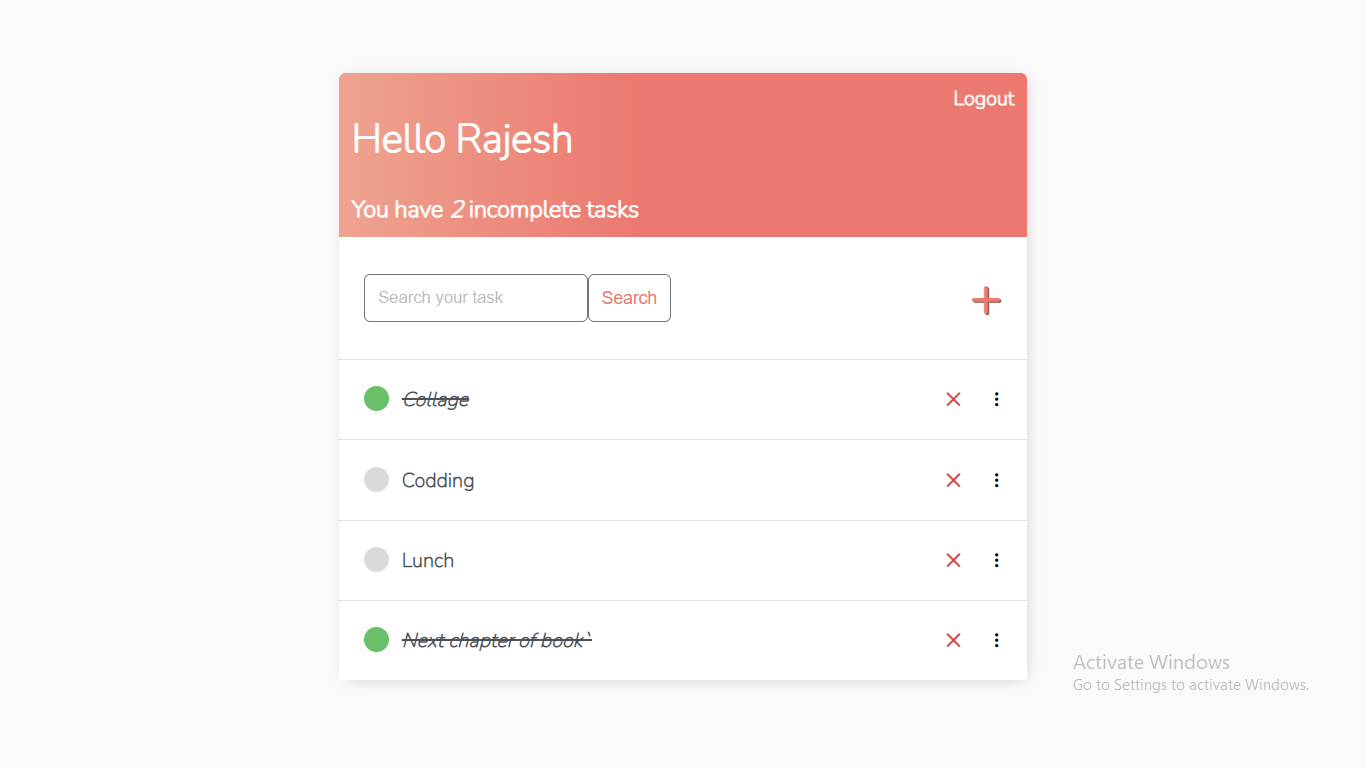 Logout
Hello Rajesh
You have 2 incomplete tasks
Search your task Search
Collage
Codding
Lunch
Next chapter of book`
Activate Windows
Go to Settings to activate Windows.